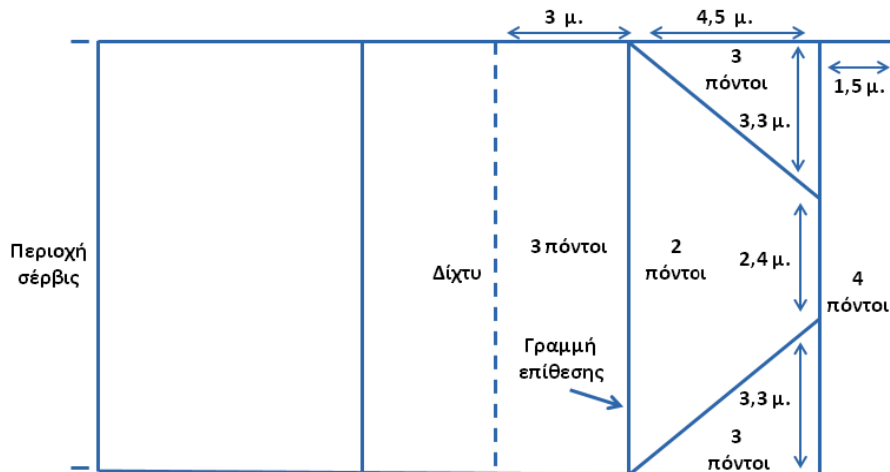 3 μ.
4,5 μ.
3
πόντοι
1,5 μ.
3,3 μ.
Περιοχή
σέρβις
Δίχτυ
3 πόντοι
2
πόντοι
2,4 μ.
4
πόντοι
Γραμμή
επίθεσης
3,3 μ.
3
πόντοι